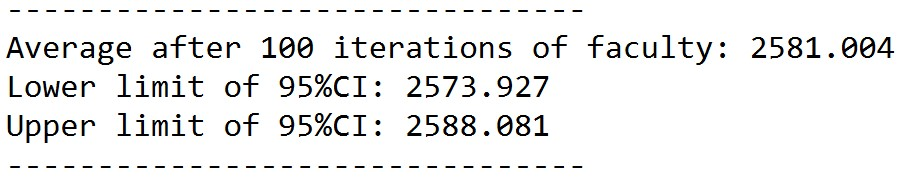 --------------------------------
Average after 100 iterations of faculty: 2581.004
Lower limit of 95%CI: 2573.927
Upper limit of 95%CI: 2588.081
--------------------------------